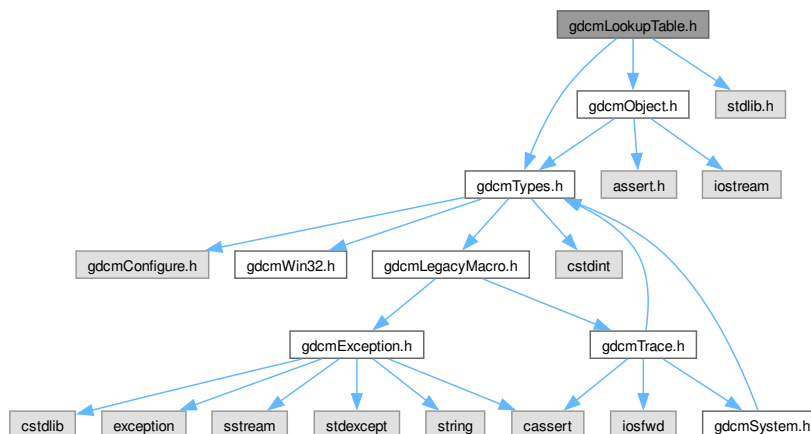 gdcmLookupTable.h
gdcmObject.h
stdlib.h
gdcmTypes.h
assert.h
iostream
gdcmConfigure.h
gdcmWin32.h
gdcmLegacyMacro.h
cstdint
gdcmException.h
gdcmTrace.h
cstdlib
exception
sstream
stdexcept
string
cassert
iosfwd
gdcmSystem.h